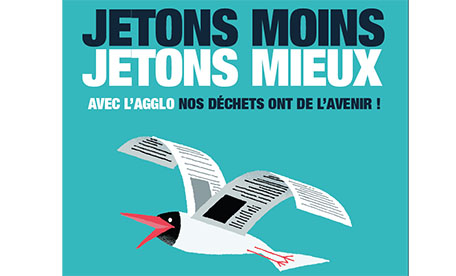 JETONS MOINS
JETONS MIEUX
AVEC L'AGGLO NOS DÉCHETS ONT DE L'AVENIR !